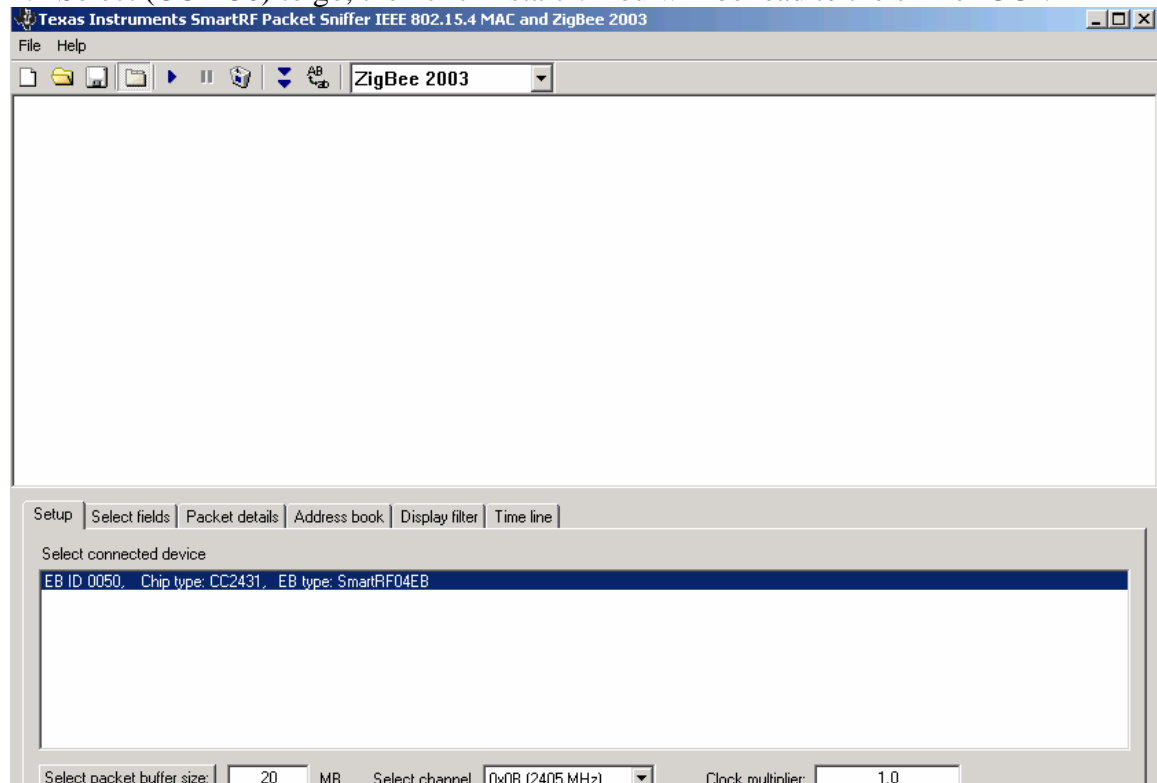 Texas Instruments SmartRF Packet Sniffer IEEE 802.15.4 MAC and ZigBee 2003
File Help
ZigBee 2003
Setup Select fields Packet details Address book Display filter Time line
Select connected device
EB ID 0050, Chip type: CC2431, EB type: SmartRF04EB
Select packet buffer size: 20 MB Select channel 0x0B (2405 MHz) Clock multiplier: 1.0